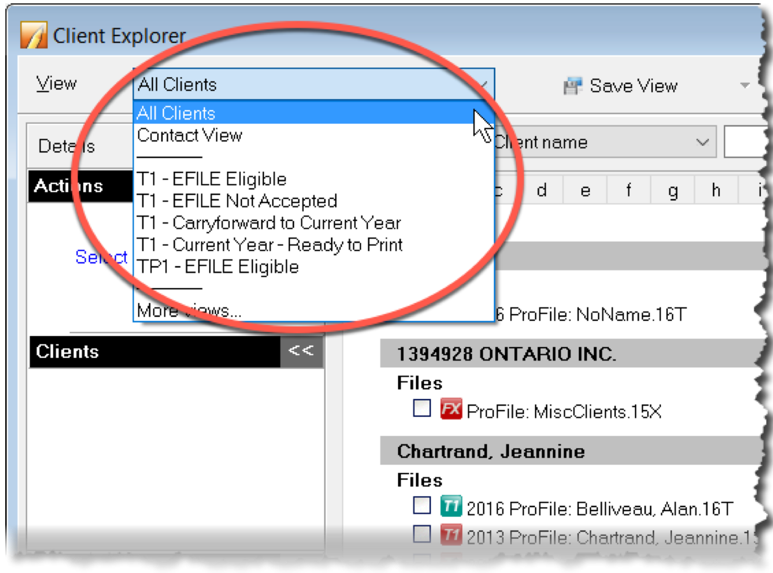 Client Explorer
View
All Clients
Save View
All Clients
Contact View
T1 - EFILE Eligible
T1 - EFILE Not Accepted
T1 - Carryforward to Current Year
T1 - Current Year - Ready to Print
TP1 - EFILE Eligible
More views...
Details
Client name
Actions
c d e f g h i
Select
6 ProFile: NoName.16T
Clients <<
1394928 ONTARIO INC.
Files
FX ProFile: MiscClients.15X
Chartrand, Jeannine
Files
T1 2016 ProFile: Belliveau, Alan.16T
T1 2013 ProFile: Chartrand, Jeannine.1